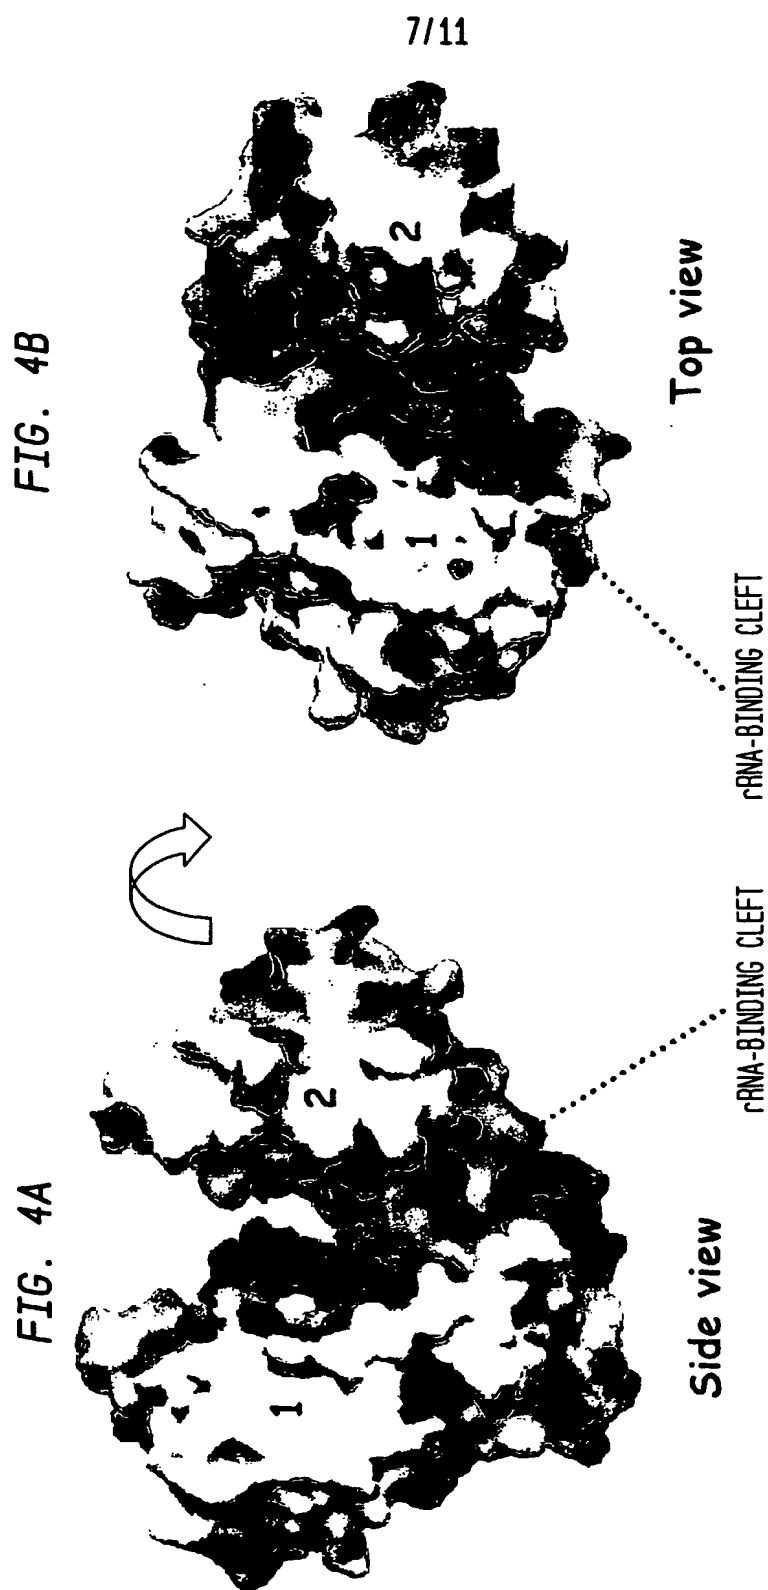 7/11
FIG. 4A
1
2
Side view
rRNA-BINDING CLEFT
FIG. 4B
1
2
Top view
rRNA-BINDING CLEFT